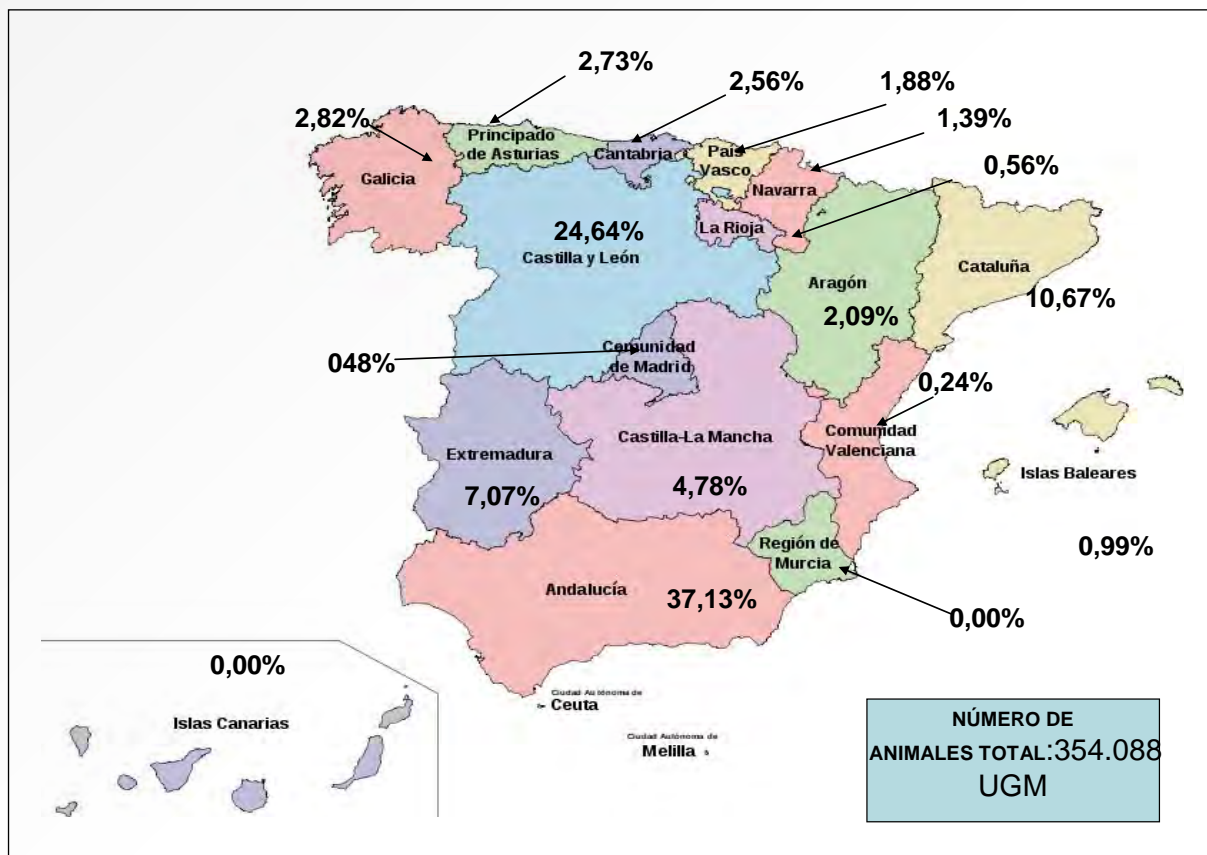 2,73%
2,56%
1,88%
2,82%
1,39%
Principado
de Asturias
Cantabria
País
Vasco
0,56%
Galicia
Navarra
La Rioja
24,64%
Castilla y León
Cataluña
Aragón
10,67%
2,09%
048%
Comunidad
de Madrid
0,24%
Castilla-La Mancha
Comunidad
Valenciana
Extremadura
Islas Baleares
7,07%
4,78%
0,99%
Región de
Murcia
Andalucía
37,13%
0,00%
0,00%
Islas Canarias
Ciudad Autónoma de
Ceuta
Ciudad Autónoma de
Melilla
NÚMERO DE
ANIMALES TOTAL:354.088
UGM